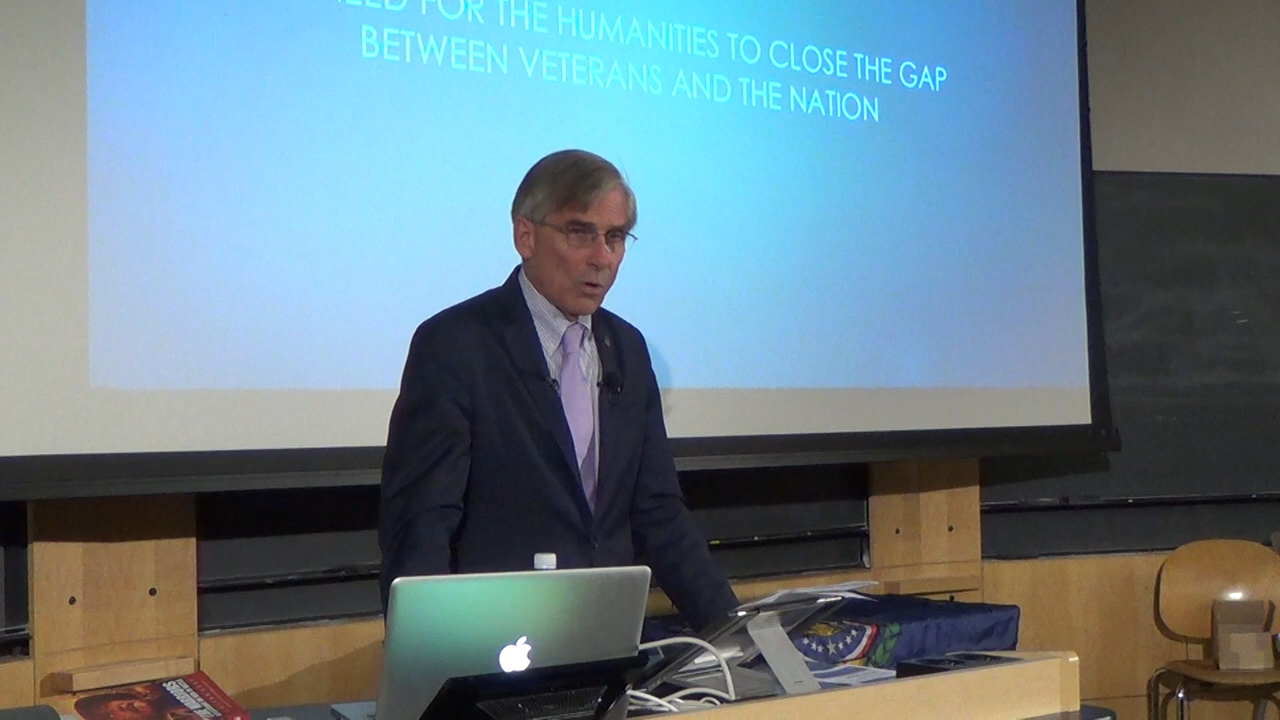 FOR THE HUMANITIES TO CLOSE THE GAP
BETWEEN VETERANS AND THE NATION